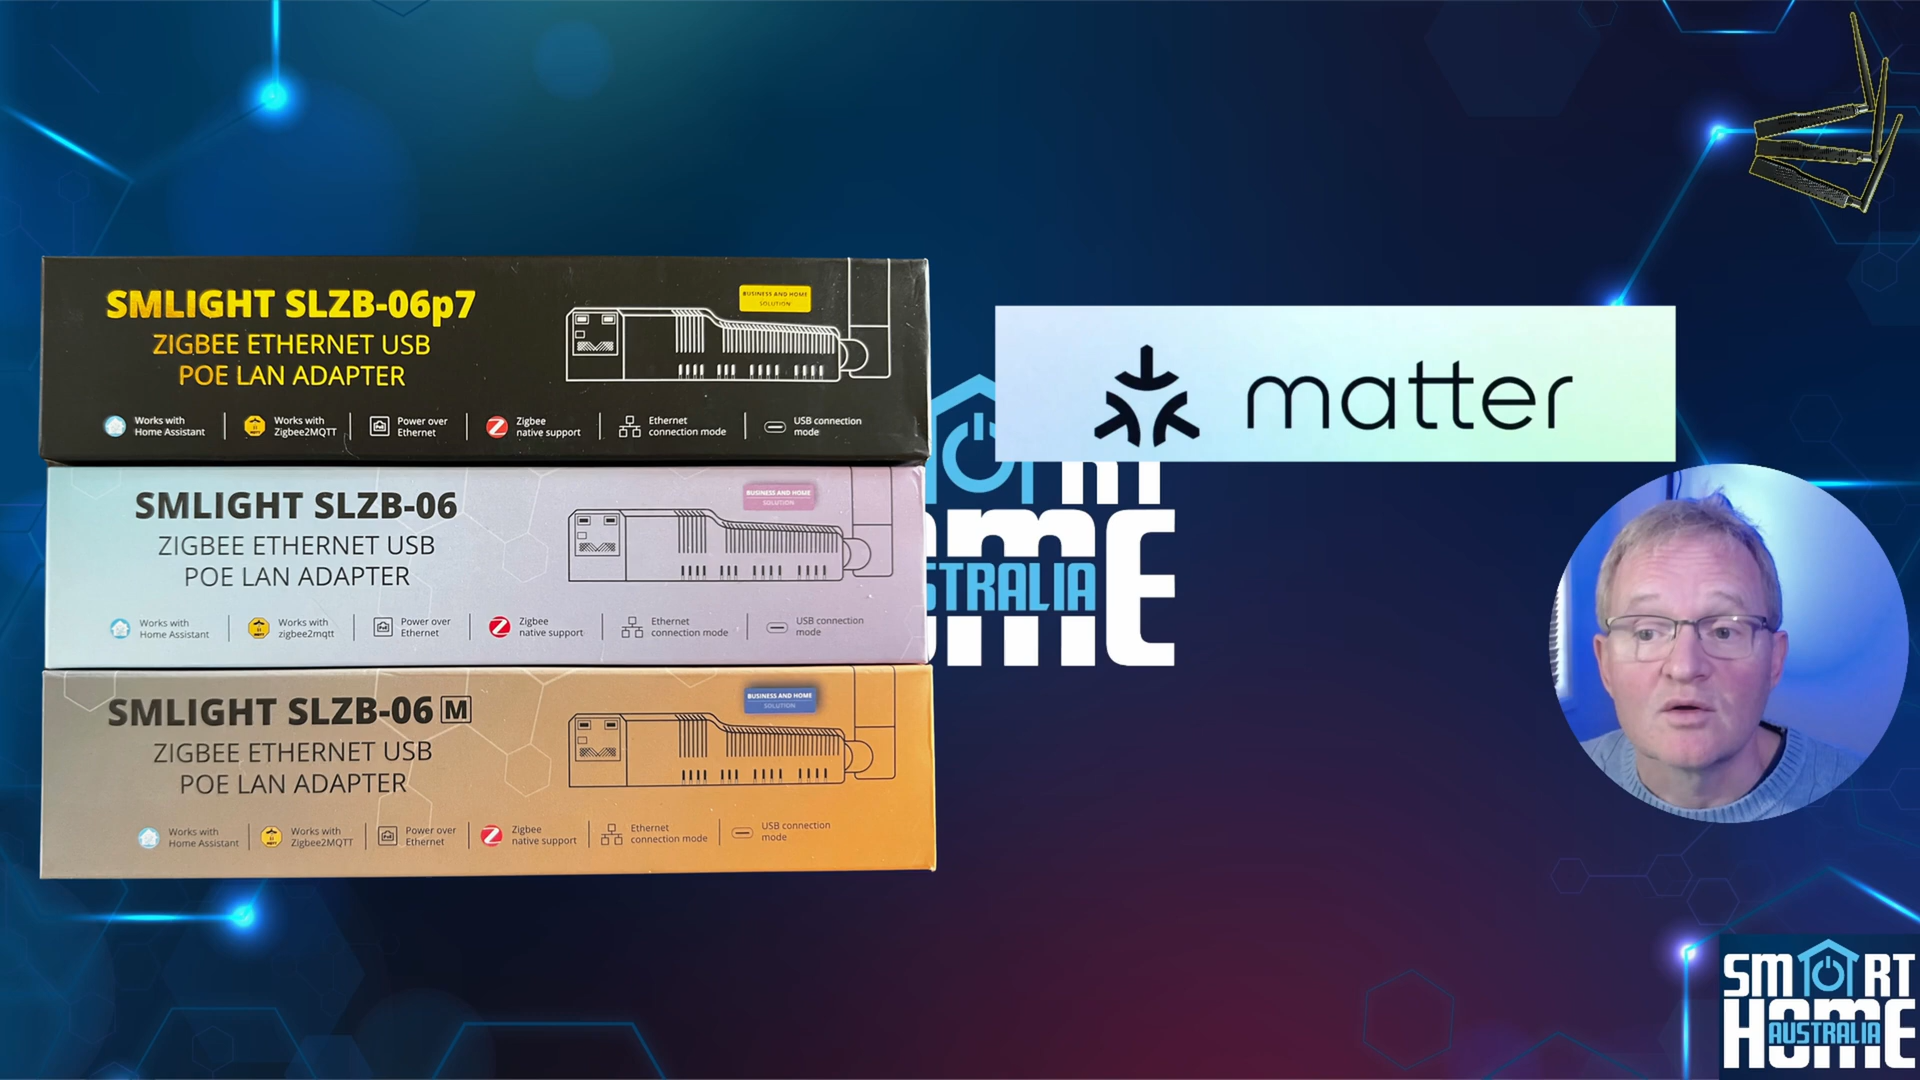 SMLIGHT SLZB-06p7
ZIGBEE ETHERNET USB
POE LAN ADAPTER
BUSINESS AND HOME
SOLUTION
Works with
Home Assistant
Works with
Zigbee2MQTT
Power over
Ethernet
Zigbee
native support
Ethernet
connection mode
USB connection
mode
SMLIGHT SLZB-06
ZIGBEE ETHERNET USB
POE LAN ADAPTER
BUSINESS AND HOME
SOLUTION
Works with
Home Assistant
Works with
zigbee2mqtt
Power over
Ethernet
Zigbee
native support
Ethernet
connection mode
USB connection
mode
SMLIGHT SLZB-06 M
ZIGBEE ETHERNET USB
POE LAN ADAPTER
BUSINESS AND HOME
SOLUTION
Works with
Home Assistant
Works with
Zigbee2MQTT
Power over
Ethernet
Zigbee
native support
Ethernet
connection mode
USB connection
mode
matter
SMART
HOME
AUSTRALIA